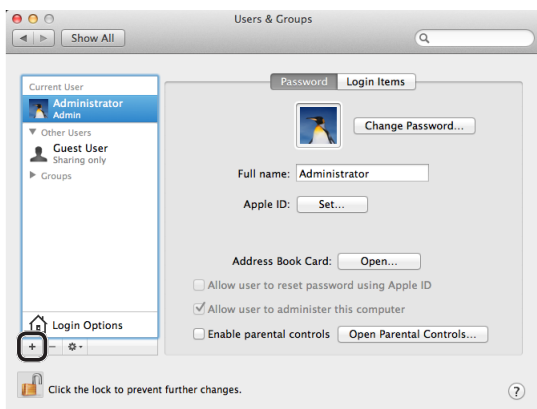 Users & Groups
Show All
Password Login Items
Current User
Administrator
Admin
Other Users
Guest User
Sharing only
Groups
Login Options
+ -
Change Password...
Full name: Administrator
Apple ID: Set...
Address Book Card: Open...
Allow user to reset password using Apple ID
Allow user to administer this computer
Enable parental controls Open Parental Controls...
Click the lock to prevent further changes.
?